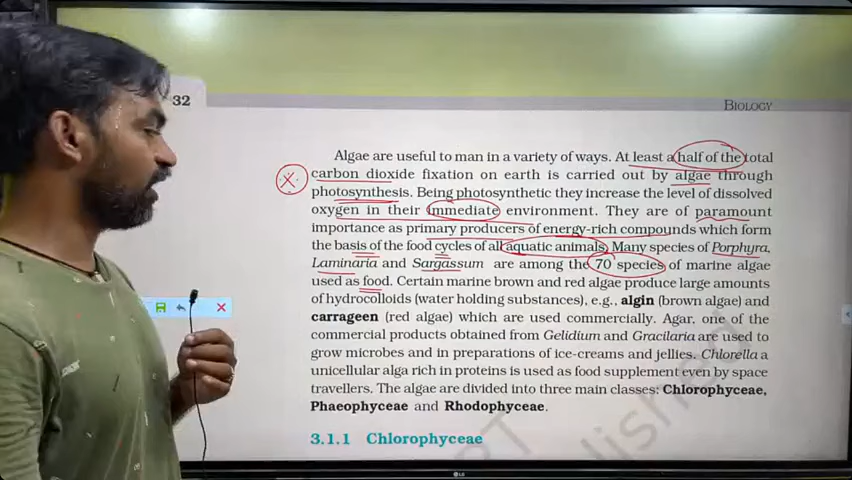 32
BIOLOGY
Algae are useful to man in a variety of ways. At least a half of the total
carbon dioxide fixation on earth is carried out by algae through
photosynthesis. Being photosynthetic they increase the level of dissolved
oxygen in their immediate environment. They are of paramount
importance as primary producers of energy-rich compounds which form
the basis of the food cycles of all aquatic animals. Many species of Porphyra,
Laminaria and Sargassum are among the 70 species of marine algae
used as food. Certain marine brown and red algae produce large amounts
of hydrocolloids (water holding substances), e.g., algin (brown algae) and
carrageen (red algae) which are used commercially. Agar, one of the
commercial products obtained from Gelidium and Gracilaria are used to
grow microbes and in preparations of ice-creams and jellies. Chlorella a
unicellular alga rich in proteins is used as food supplement even by space
travellers. The algae are divided into three main classes: Chlorophyceae,
Phaeophyceae and Rhodophyceae.
3.1.1 Chlorophyceae
LG